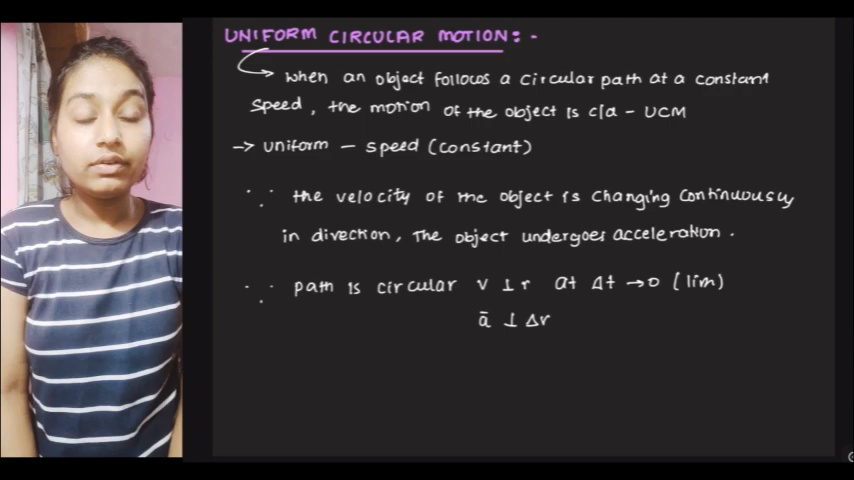 UNIFORM CIRCULAR MOTION: -
when an object follows a circular path at a constant
speed, the motion of the object is c/a - UCM
-> uniform - speed (constant)
∵ the velocity of the object is changing continuously
in direction, The object undergoes acceleration.
∵ path is circular v ⊥ r at Δt → 0 (lim)
ā ⊥ Δr